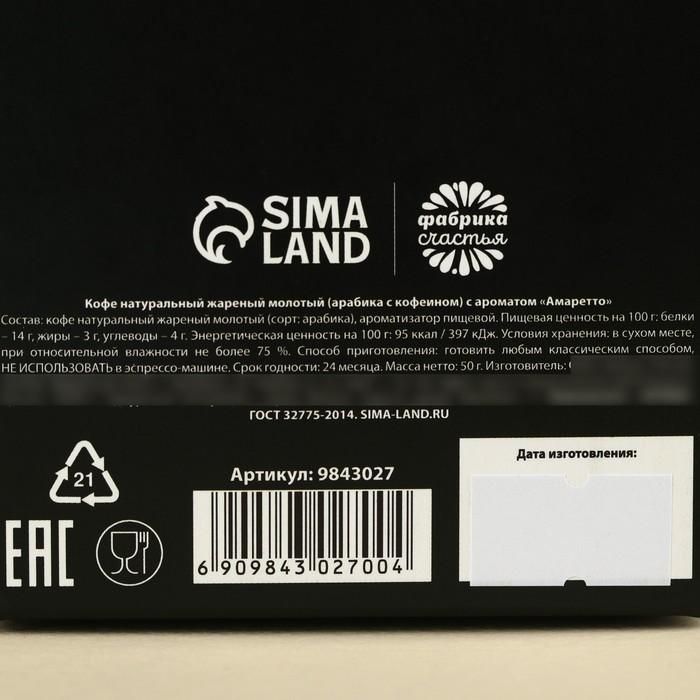 SIMA
LAND
фабрика
счастья
Кофе натуральный жареный молотый (арабика с кофеином) с ароматом «Амаретто»
Состав: кофе натуральный жареный молотый (сорт: арабика), ароматизатор пищевой. Пищевая ценность на 100 г: белки
– 14 г, жиры – 3 г, углеводы – 4 г. Энергетическая ценность на 100 г: 95 ккал / 397 кДж. Условия хранения: в сухом месте,
при относительной влажности не более 75 %. Способ приготовления: готовить любым классическим способом,
НЕ ИСПОЛЬЗОВАТЬ в эспрессо-машине. Срок годности: 24 месяца. Масса нетто: 50 г. Изготовитель:
ГОСТ 32775-2014. SIMA-LAND.RU
21
EAC
Артикул: 9843027
6 909843 027004
Дата изготовления: